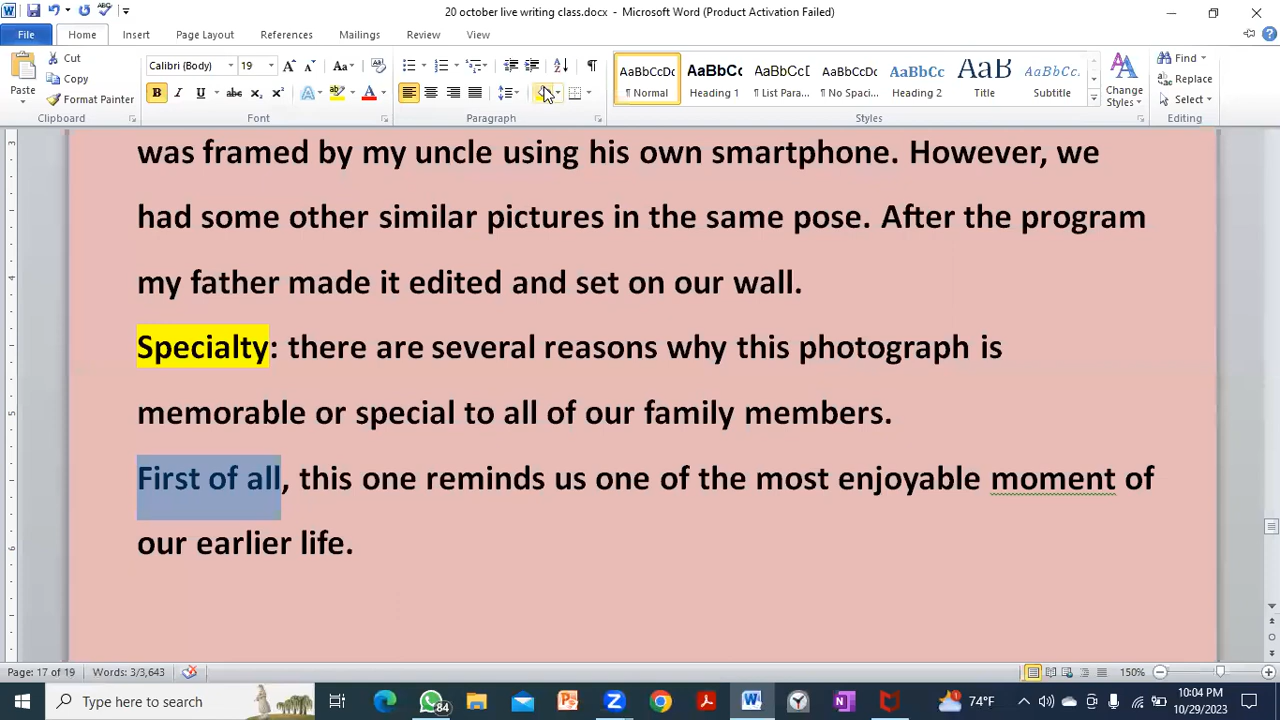 20 october live writing class.docx - Microsoft Word (Product Activation Failed)
File Home Insert Page Layout References Mailings Review View
Paste
Cut
Copy
Format Painter
Clipboard
Calibri (Body) 19
Font
Paragraph
AaBbCcDc
¶ Normal
AaBbCc
Heading 1
AaBbCcDc
¶ List Para...
AaBbCcDc
¶ No Spaci...
AaBbCc
Heading 2
AaB
Title
AaBbCcDc
Subtitle
Styles
Change
Styles
Find
Replace
Select
Editing
was framed by my uncle using his own smartphone. However, we
had some other similar pictures in the same pose. After the program
my father made it edited and set on our wall.
Specialty: there are several reasons why this photograph is
memorable or special to all of our family members.
First of all, this one reminds us one of the most enjoyable moment of
our earlier life.
Page: 17 of 19 Words: 3/3,643 150%
Type here to search 84 74°F 10:04 PM
10/29/2023